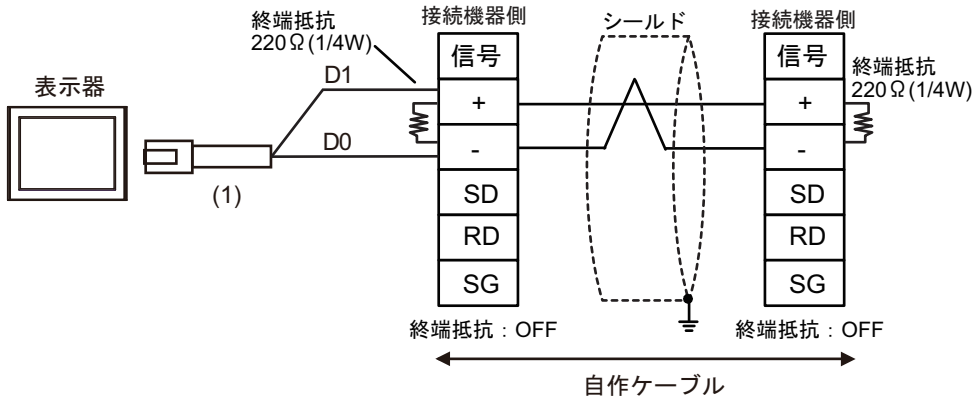 終端抵抗
220Ω(1/4W)
接続機器側
シールド
接続機器側
終端抵抗
220Ω(1/4W)
表示器
(1)
D1
D0
信号
+
-
SD
RD
SG
信号
+
-
SD
RD
SG
終端抵抗：OFF
終端抵抗：OFF
自作ケーブル